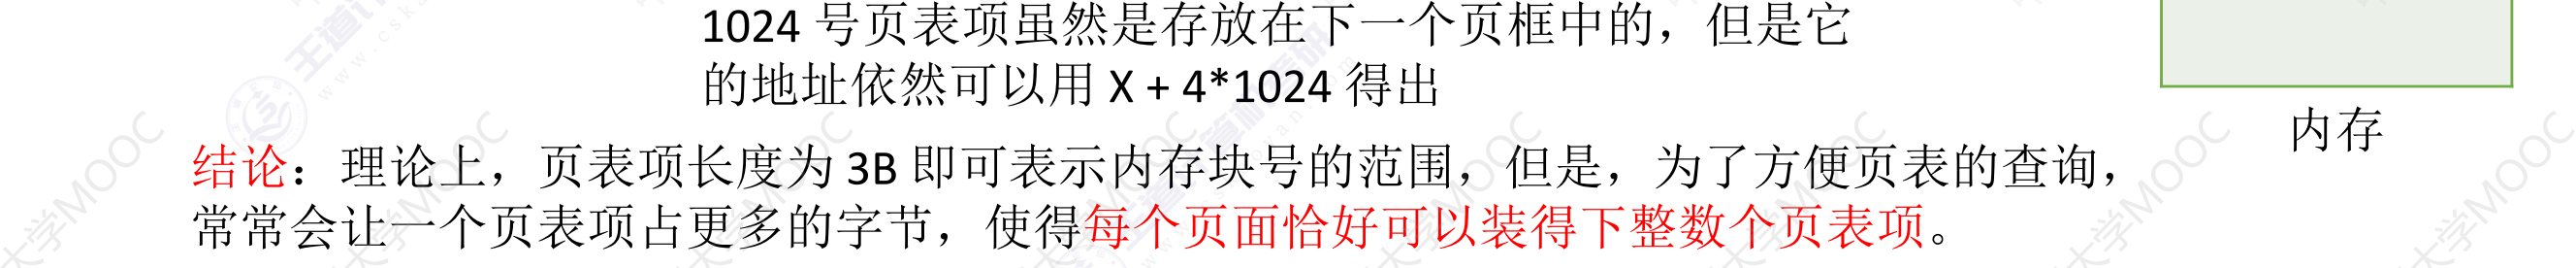 1024 号页表项虽然是存放在下一个页框中的，但是它
的地址依然可以用 X + 4*1024 得出
内存
结论：理论上，页表项长度为 3B 即可表示内存块号的范围，但是，为了方便页表的查询，
常常会让一个页表项占更多的字节，使得每个页面恰好可以装得下整数个页表项。